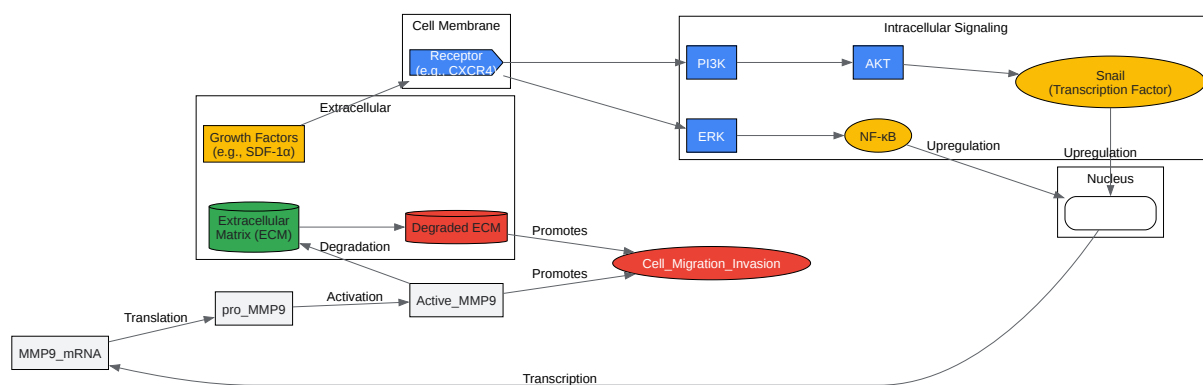 Cell Membrane
Receptor
(e.g., CXCR4)
Intracellular Signaling
PI3K
AKT
Snail
(Transcription Factor)
ERK
NF-κB
Upregulation
Upregulation
Nucleus
Extracellular
Growth Factors
(e.g., SDF-1α)
Extracellular
Matrix (ECM)
Degraded ECM
Degradation
Promotes
Cell_Migration_Invasion
Promotes
Active_MMP9
Activation
pro_MMP9
Translation
MMP9_mRNA
Transcription